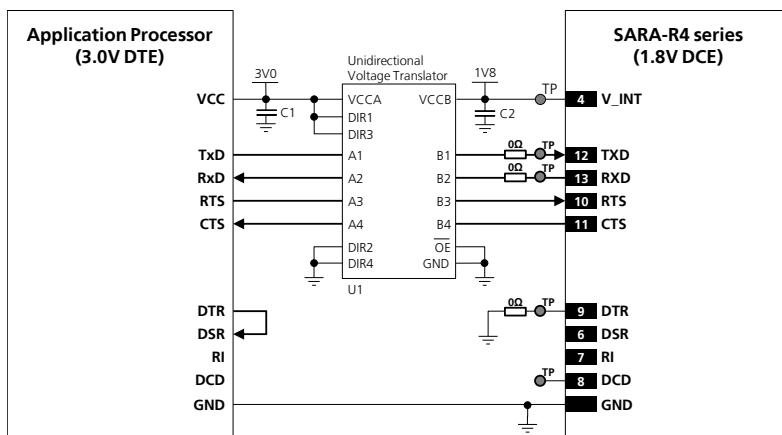 Application Processor
(3.0V DTE)
Unidirectional
Voltage Translator
SARA-R4 series
(1.8V DCE)
3V0
1V8
TP
VCC
VCCA
VCCB
4
V_INT
C1
C2
DIR1
DIR3
TxD
A1
B1
0Ω
TP
12
TXD
RxD
A2
B2
0Ω
TP
13
RXD
RTS
A3
B3
10
RTS
CTS
A4
B4
11
CTS
DIR2
OE
DIR4
GND
U1
DTR
0Ω
TP
9
DTR
DSR
6
DSR
RI
7
RI
DCD
TP
8
DCD
GND
GND